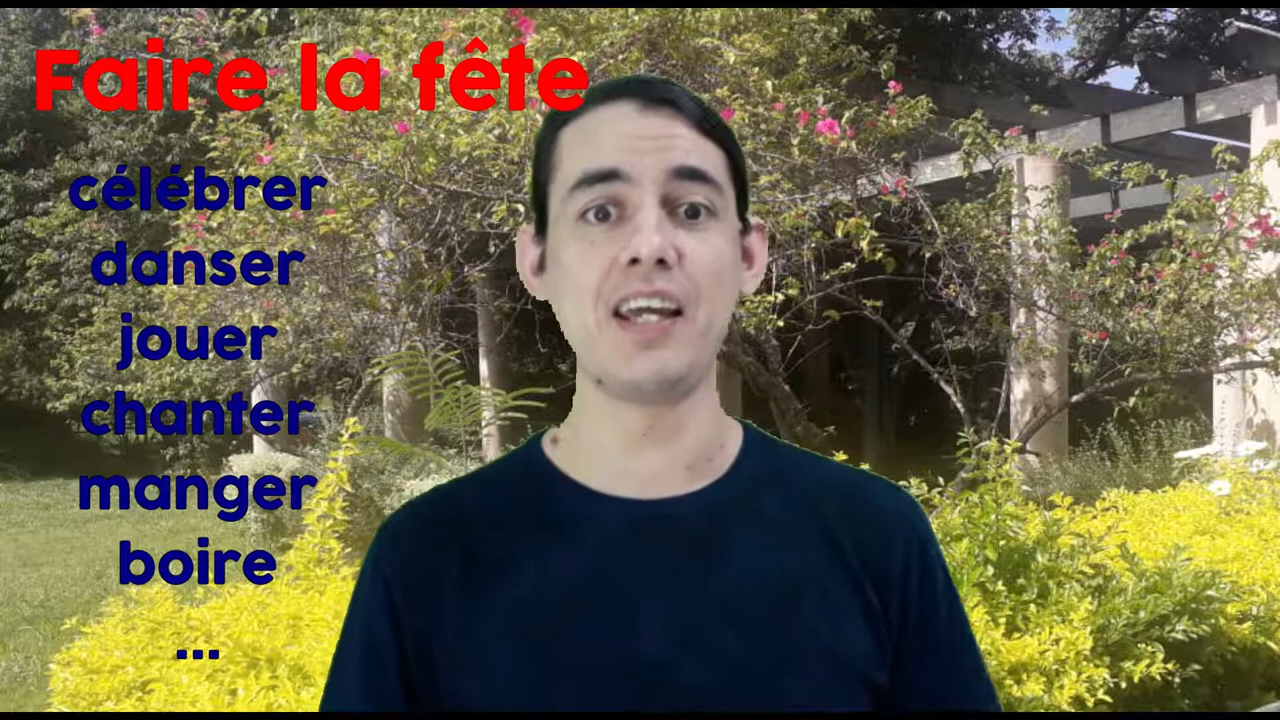 Faire la fête
célébrer
danser
jouer
chanter
manger
boire
...